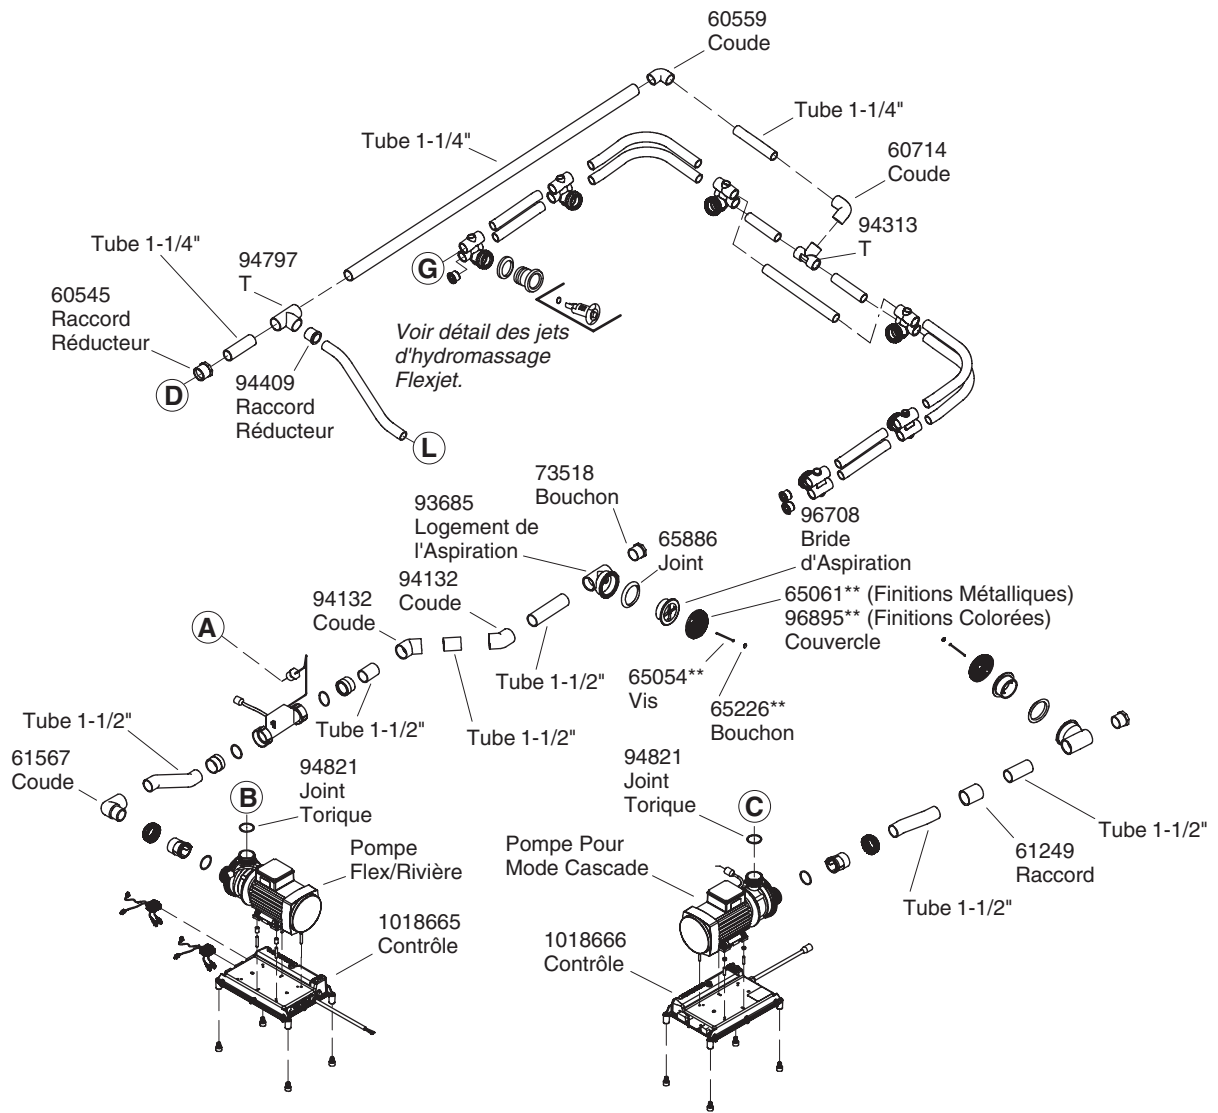 60559
Coude
Tube 1-1/4"
Tube 1-1/4"
60714
Coude
94313
T
Tube 1-1/4"
94797
T
G
60545
Raccord
Réducteur
D
94409
Raccord
Réducteur
Voir détail des jets
d'hydromassage
Flexjet.
L
73518
Bouchon
93685
Logement de
l'Aspiration
65886
Joint
96708
Bride
d'Aspiration
94132
Coude
94132
Coude
65061** (Finitions Métalliques)
96895** (Finitions Colorées)
Couvercle
A
Tube 1-1/2"
65054**
Vis
65226**
Bouchon
Tube 1-1/2"
Tube 1-1/2"
Tube 1-1/2"
61567
Coude
94821
Joint
Torique
B
94821
Joint
Torique
C
Tube 1-1/2"
61249
Raccord
Tube 1-1/2"
Pompe
Flex/Rivière
Pompe Pour
Mode Cascade
1018665
Contrôle
1018666
Contrôle